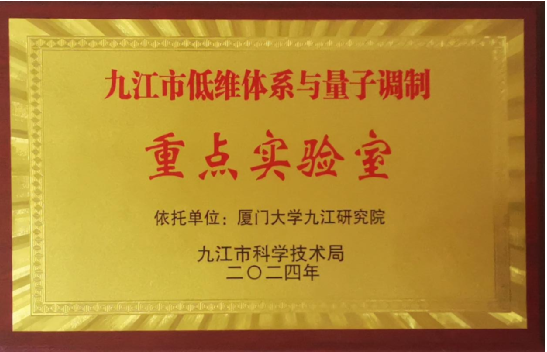 九江市低维体系与量子调制
重点实验室
依托单位：厦门大学九江研究院
九江市科学技术局
二〇二四年